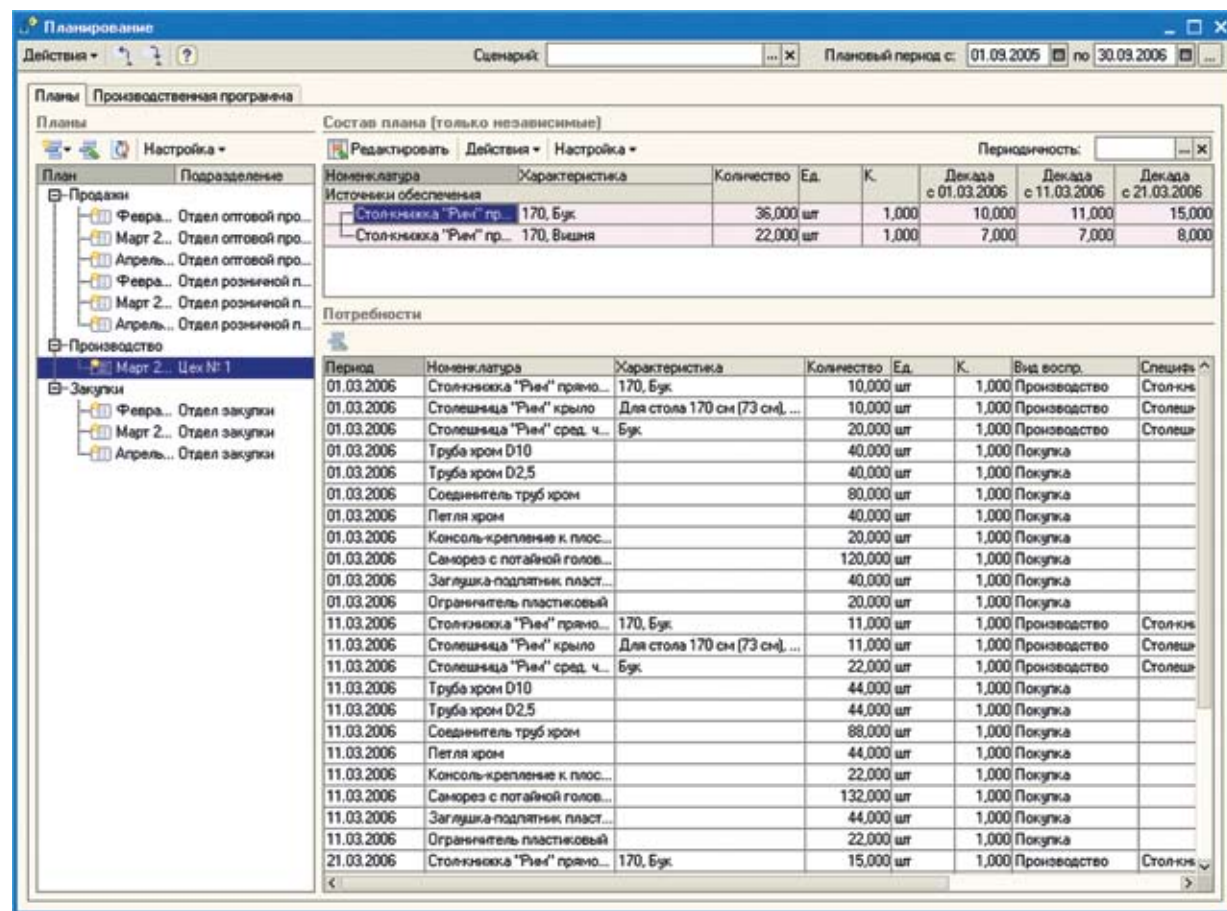 Планирование
Действия ? Сценарий: ... × Плановый период с: 01.09.2005 по 30.09.2006 ...
Планы Производственная программа
Планы
Настройка
План Подразделение
Продажи
Февра... Отдел оптовой про...
Март 2... Отдел оптовой про...
Апрель... Отдел оптовой про...
Февра... Отдел розничной п...
Март 2... Отдел розничной п...
Апрель... Отдел розничной п...
Производство
Март 2... Цех № 1
Закупки
Февра... Отдел закупки
Март 2... Отдел закупки
Апрель... Отдел закупки
Состав плана (только независимые)
Редактировать Действия Настройка Периодичность: ... ×
Номенклатура Характеристика Количество Ед. К. Декада с 01.03.2006 Декада с 11.03.2006 Декада с 21.03.2006
Источники обеспечения
Стол-книжка "Рим" пр... 170, Бук 36,000 шт 1,000 10,000 11,000 15,000
Стол-книжка "Рим" пр... 170, Вишня 22,000 шт 1,000 7,000 7,000 8,000
Потребности
Период Номенклатура Характеристика Количество Ед. К. Вид воспр. Специфи
01.03.2006 Стол-книжка "Рим" прямо... 170, Бук 10,000 шт 1,000 Производство Стол-кни
01.03.2006 Столешница "Рим" крыло Для стола 170 см (73 см), ... 10,000 шт 1,000 Производство Столешн
01.03.2006 Столешница "Рим" сред. ч... Бук 20,000 шт 1,000 Производство Столешн
01.03.2006 Труба хром D10 40,000 шт 1,000 Покупка
01.03.2006 Труба хром D2,5 40,000 шт 1,000 Покупка
01.03.2006 Соединитель труб хром 80,000 шт 1,000 Покупка
01.03.2006 Петля хром 40,000 шт 1,000 Покупка
01.03.2006 Консоль-крепление к плос... 20,000 шт 1,000 Покупка
01.03.2006 Саморез с потайной голов... 120,000 шт 1,000 Покупка
01.03.2006 Заглушка-подпятник пласт... 40,000 шт 1,000 Покупка
01.03.2006 Ограничитель пластиковый 20,000 шт 1,000 Покупка
11.03.2006 Стол-книжка "Рим" прямо... 170, Бук 11,000 шт 1,000 Производство Стол-кни
11.03.2006 Столешница "Рим" крыло Для стола 170 см (73 см), ... 11,000 шт 1,000 Производство Столешн
11.03.2006 Столешница "Рим" сред. ч... Бук 22,000 шт 1,000 Производство Столешн
11.03.2006 Труба хром D10 44,000 шт 1,000 Покупка
11.03.2006 Труба хром D2,5 44,000 шт 1,000 Покупка
11.03.2006 Соединитель труб хром 88,000 шт 1,000 Покупка
11.03.2006 Петля хром 44,000 шт 1,000 Покупка
11.03.2006 Консоль-крепление к плос... 22,000 шт 1,000 Покупка
11.03.2006 Саморез с потайной голов... 132,000 шт 1,000 Покупка
11.03.2006 Заглушка-подпятник пласт... 44,000 шт 1,000 Покупка
11.03.2006 Ограничитель пластиковый 22,000 шт 1,000 Покупка
21.03.2006 Стол-книжка "Рим" прямо... 170, Бук 15,000 шт 1,000 Производство Стол-кни